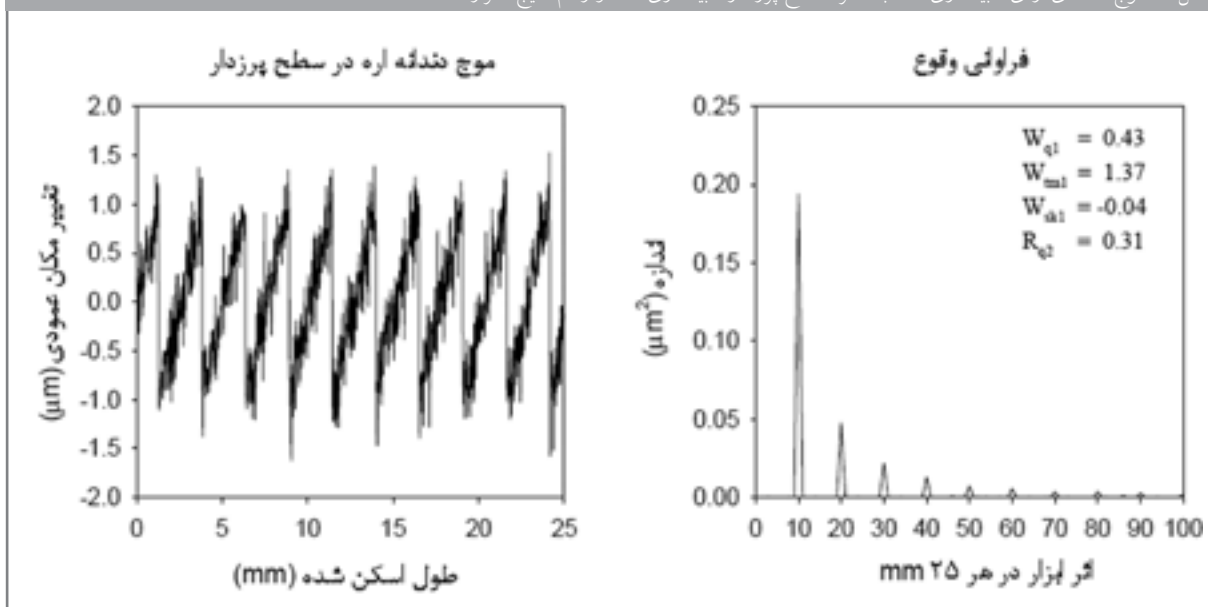 موج دندانه اره در سطح پرزدار
تغییر مکان عمودی (μm)
2.0
1.5
1.0
0.5
0.0
-0.5
-1.0
-1.5
-2.0
0 5 10 15 20 25
طول اسکن شده (mm)
فراوانی وقوع
اندازه (μm²)
0.25
0.20
0.15
0.10
0.05
0.00
W_q1 = 0.43
W_tm1 = 1.37
W_sk1 = -0.04
R_q2 = 0.31
0 10 20 30 40 50 60 70 80 90 100
اثر ابزار در هر ۲۵ mm